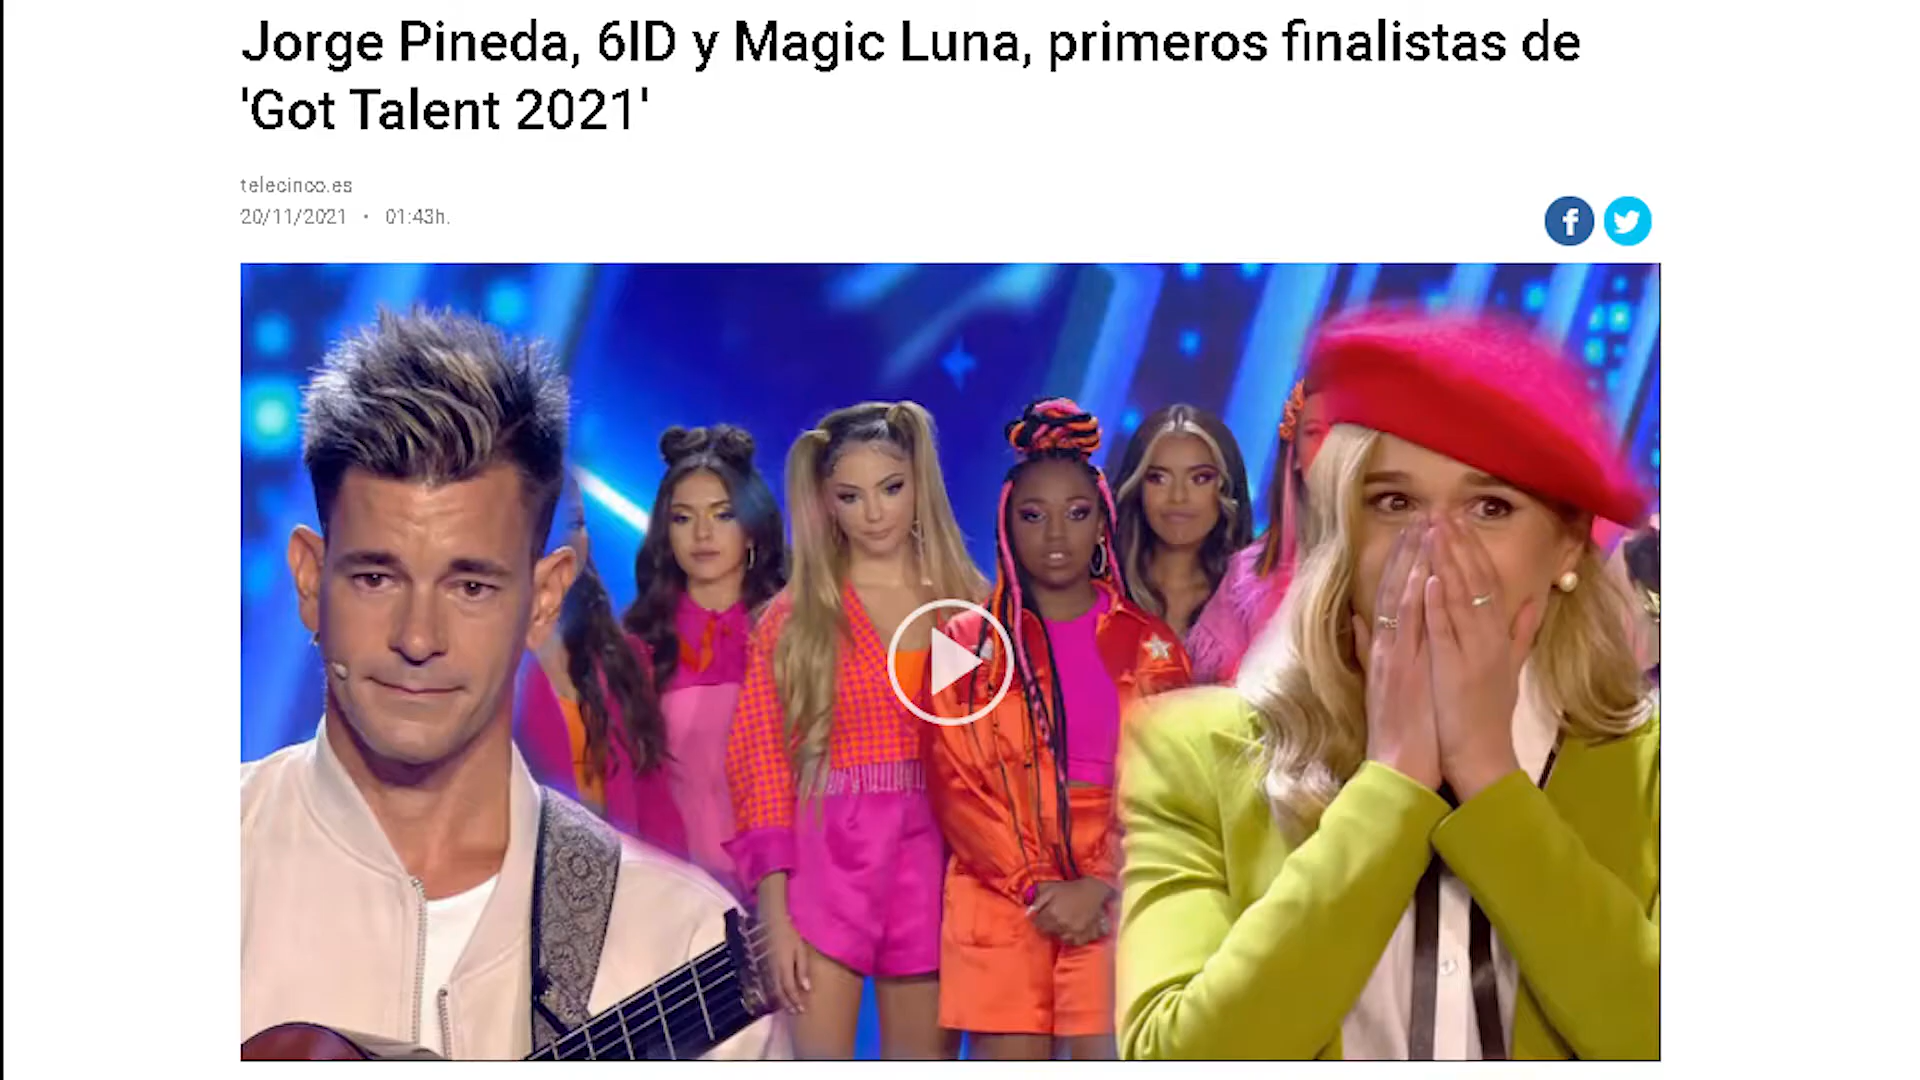 Jorge Pineda, 6ID y Magic Luna, primeros finalistas de
'Got Talent 2021'
telecinco.es
20/11/2021 • 01:43h.